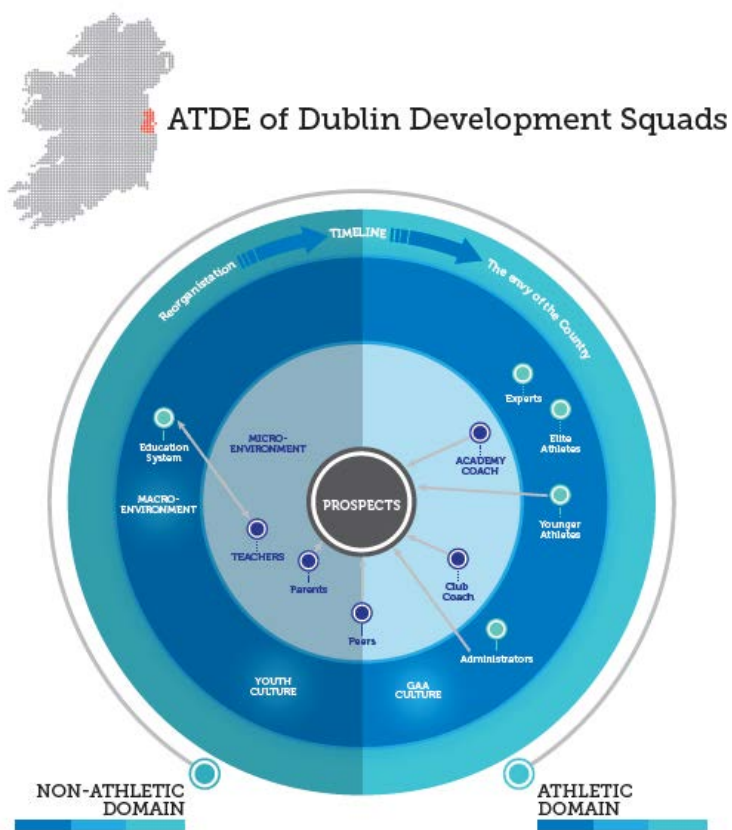 ATDE of Dublin Development Squads
TIMELINE
Reorganistation
The envy of the Country
Experts
Elite
Athletes
Education
System
MICRO-
ENVIRONMENT
ACADEMY
COACH
MACRO-
ENVIRONMENT
PROSPECTS
Younger
Athletes
TEACHERS
Parents
Club
Coach
Peers
Administrators
YOUTH
CULTURE
GAA
CULTURE
NON-ATHLETIC
DOMAIN
ATHLETIC
DOMAIN